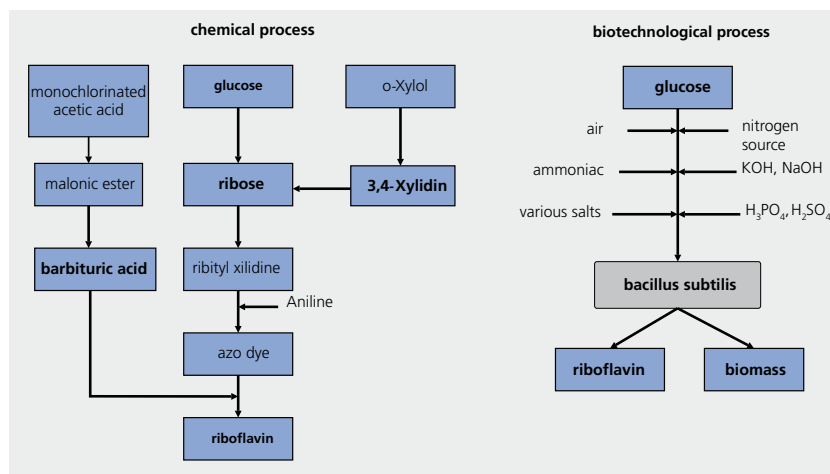 chemical process
monochlorinated
acetic acid
glucose
o-Xylol
malonic ester
ribose
3,4-Xylidin
barbituric acid
ribityl xilidine
Aniline
azo dye
riboflavin
biotechnological process
glucose
air
nitrogen
source
ammoniac
KOH, NaOH
various salts
H₃PO₄, H₂SO₄
bacillus subtilis
riboflavin
biomass